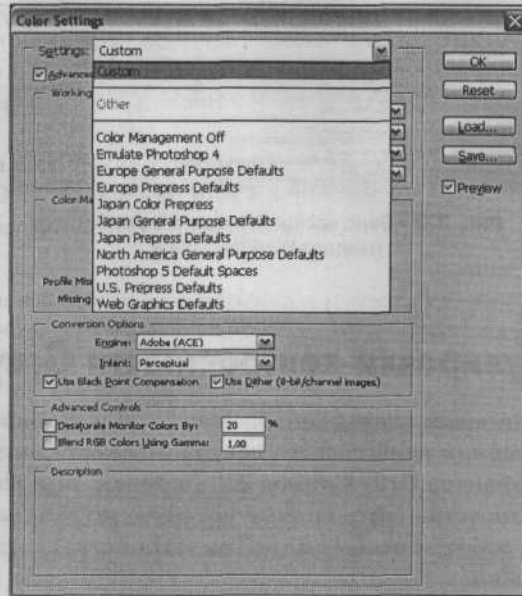 Color Settings
Settings: Custom
OK
Advanced
Custom
Reset
Working
Other
Load...
Color Management Off
Emulate Photoshop 4
Save...
Europe General Purpose Defaults
Europe Prepress Defaults
Preview
Japan Color Prepress
Color Ma
Japan General Purpose Defaults
Japan Prepress Defaults
North America General Purpose Defaults
Photoshop 5 Default Spaces
Profile Mis
U.S. Prepress Defaults
Missing
Web Graphics Defaults
Conversion Options
Engine: Adobe (ACE)
Intent: Perceptual
Use Black Point Compensation Use Dither (8-bit/channel images)
Advanced Controls
Desaturate Monitor Colors By: 20 %
Blend RGB Colors Using Gamma: 1,00
Description